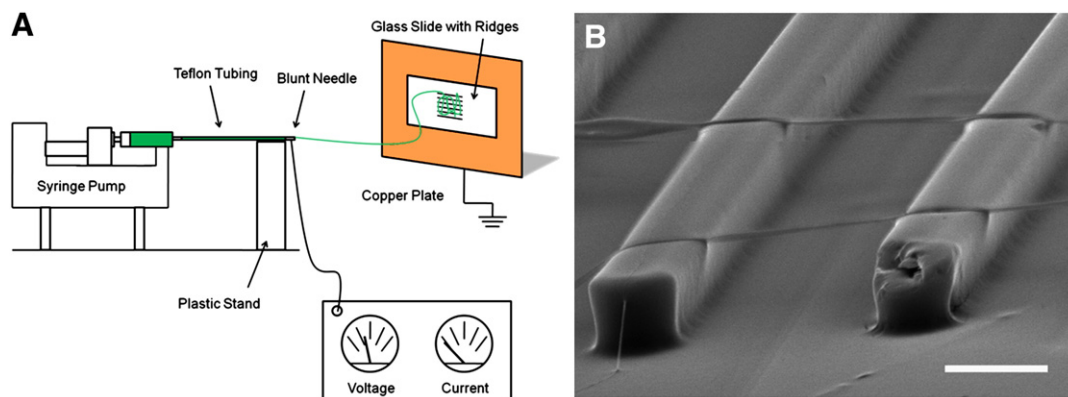 A
Glass Slide with Ridges
Teflon Tubing
Blunt Needle
Syringe Pump
Copper Plate
Plastic Stand
Voltage
Current
B